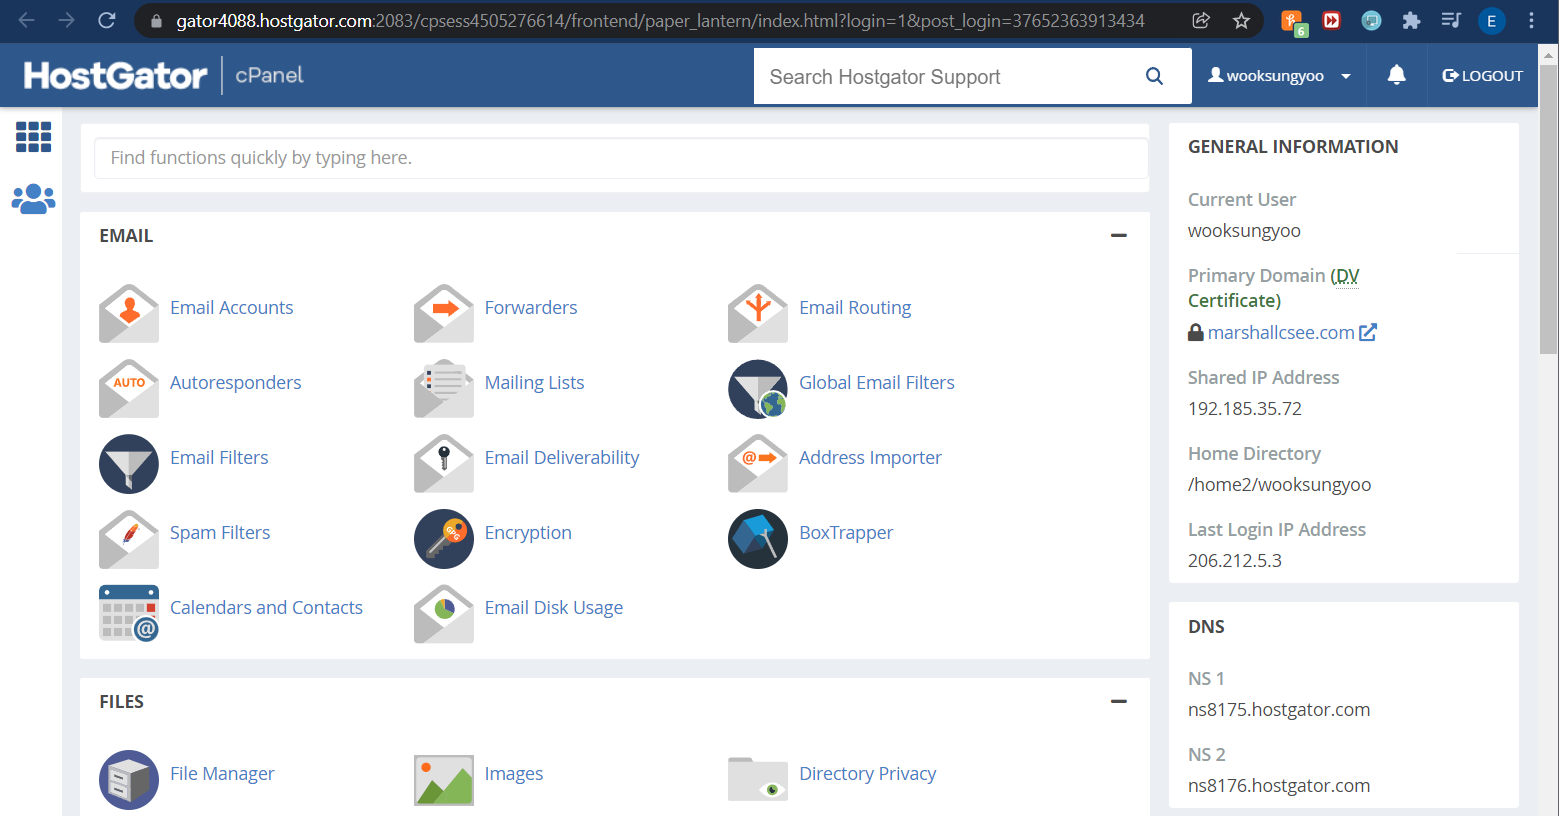 gator4088.hostgator.com:2083/cpsess4505276614/frontend/paper_lantern/index.html?login=1&post_login=37652363913434
6
E
HostGator cPanel
Search Hostgator Support
wooksungyoo
LOGOUT
Find functions quickly by typing here.
EMAIL
Email Accounts
Forwarders
Email Routing
AUTO
Autoresponders
Mailing Lists
Global Email Filters
Email Filters
Email Deliverability
@
Address Importer
Spam Filters
GPG
Encryption
BoxTrapper
@
Calendars and Contacts
Email Disk Usage
FILES
File Manager
Images
Directory Privacy
GENERAL INFORMATION
Current User
wooksungyoo
Primary Domain (DV
Certificate)
marshallcsee.com
Shared IP Address
192.185.35.72
Home Directory
/home2/wooksungyoo
Last Login IP Address
206.212.5.3
DNS
NS 1
ns8175.hostgator.com
NS 2
ns8176.hostgator.com